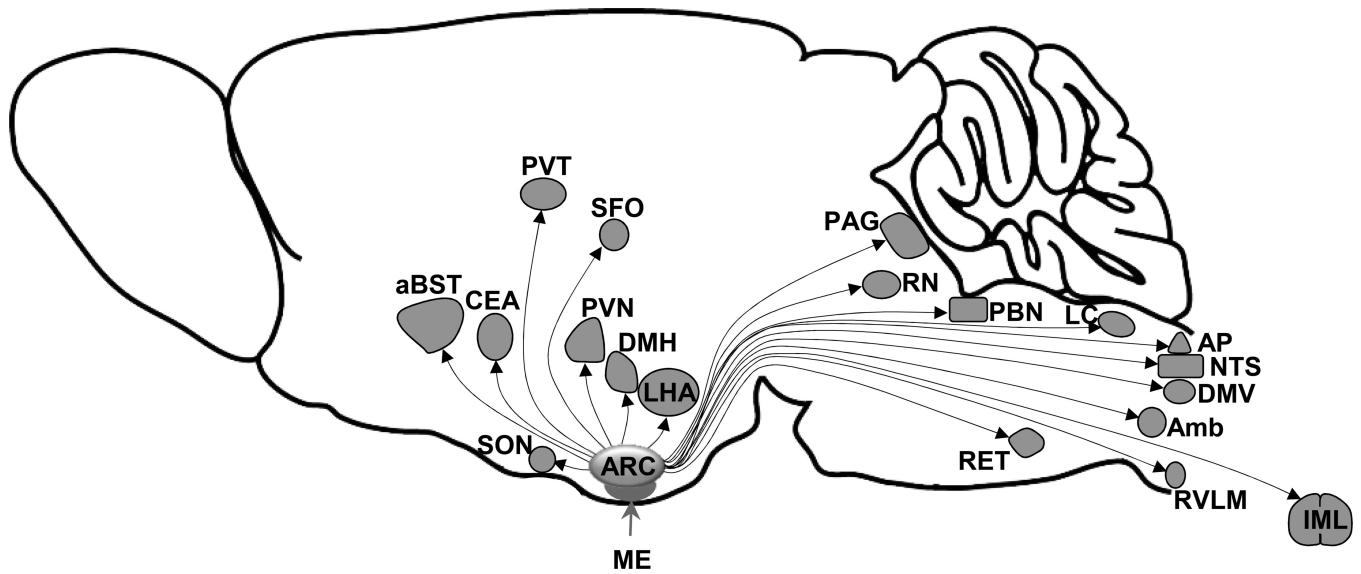 PVT
SFO
PAG
aBST
CEA
RN
PVN
PBN
LC
DMH
AP
NTS
LHA
DMV
Amb
SON
ARC
RET
RVLM
IML
ME